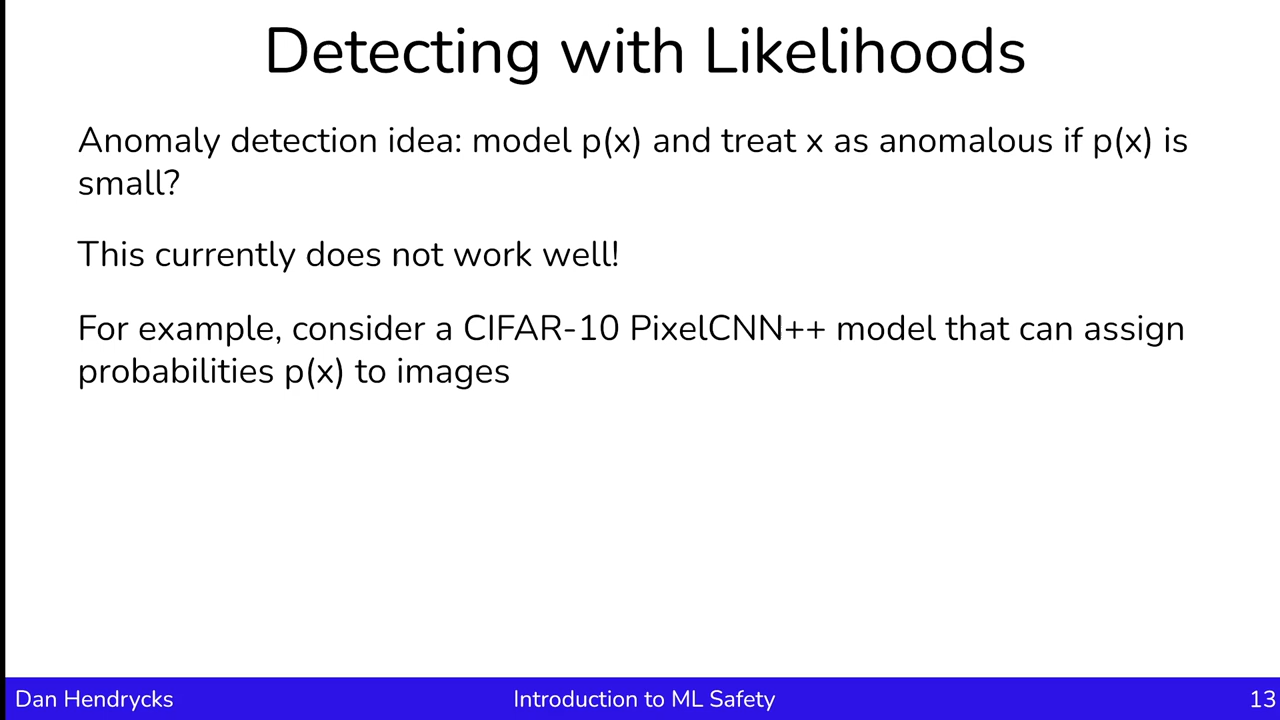 Detecting with Likelihoods
Anomaly detection idea: model p(x) and treat x as anomalous if p(x) is
small?
This currently does not work well!
For example, consider a CIFAR-10 PixelCNN++ model that can assign
probabilities p(x) to images
Dan Hendrycks
Introduction to ML Safety
13